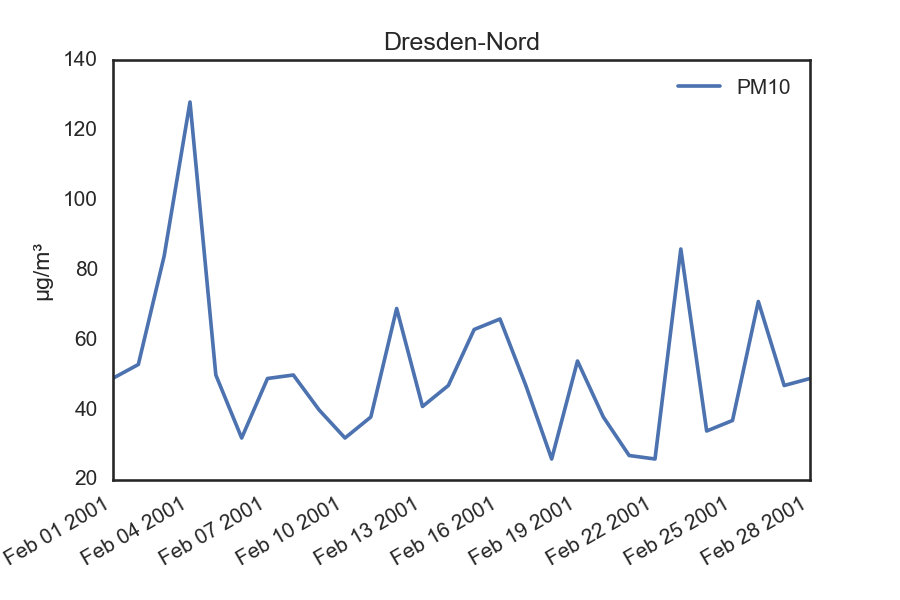 Dresden-Nord
140
120
100
80
60
40
20
µg/m³
PM10
Feb 01 2001
Feb 04 2001
Feb 07 2001
Feb 10 2001
Feb 13 2001
Feb 16 2001
Feb 19 2001
Feb 22 2001
Feb 25 2001
Feb 28 2001